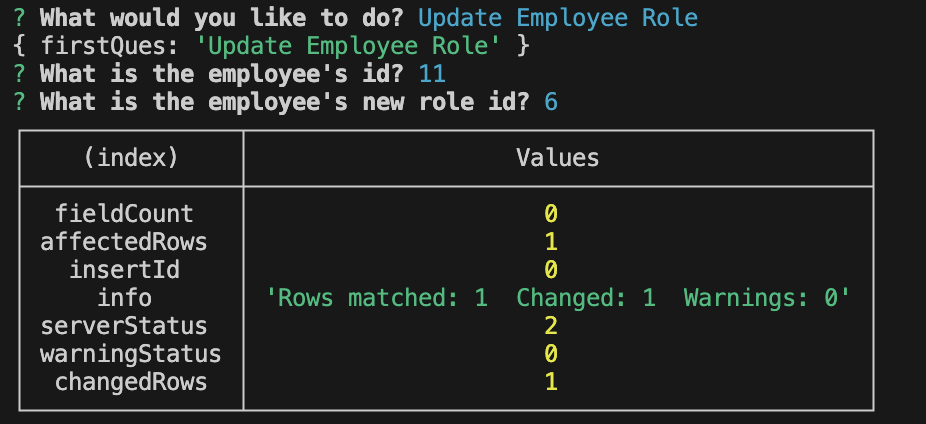 ? What would you like to do? Update Employee Role
{ firstQues: 'Update Employee Role' }
? What is the employee's id? 11
? What is the employee's new role id? 6
(index) Values
fieldCount 0
affectedRows 1
insertId 0
info 'Rows matched: 1  Changed: 1  Warnings: 0'
serverStatus 2
warningStatus 0
changedRows 1